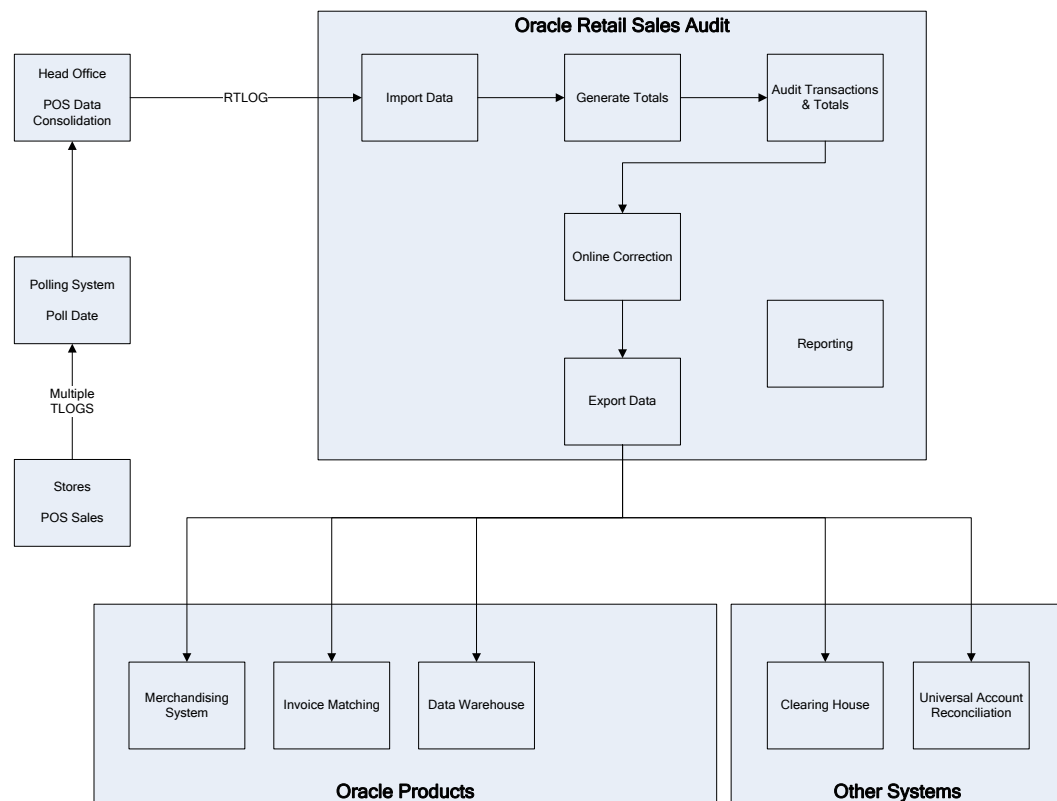 Oracle Retail Sales Audit
Head Office
POS Data
Consolidation
RTLOG
Import Data
Generate Totals
Audit Transactions
& Totals
Online Correction
Polling System
Poll Date
Reporting
Multiple
TLOGS
Export Data
Stores
POS Sales
Merchandising
System
Invoice Matching
Data Warehouse
Clearing House
Universal Account
Reconciliation
Oracle Products
Other Systems